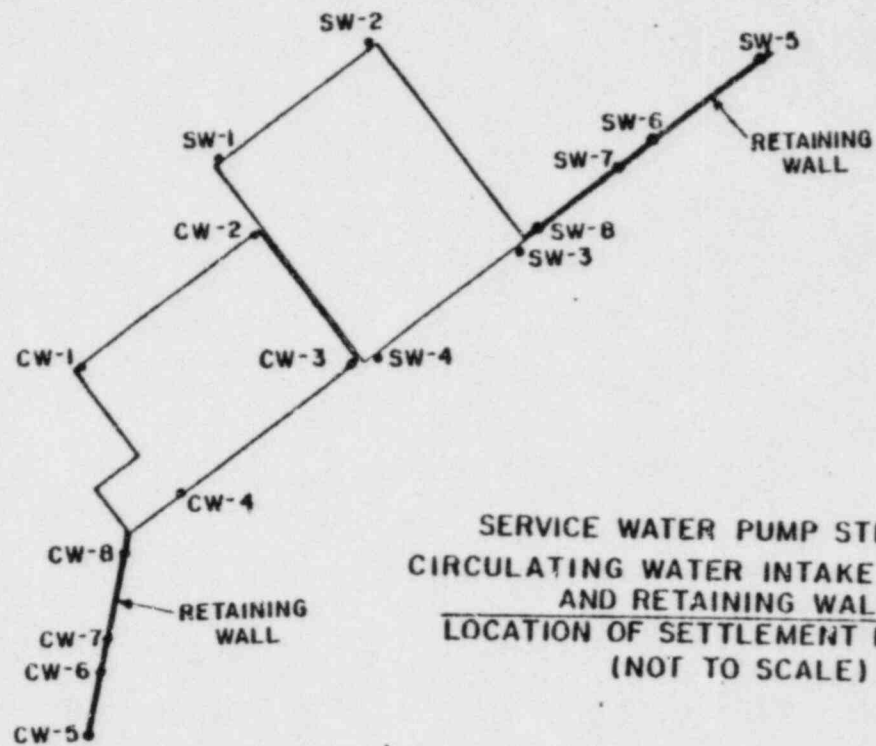 SW-2
SW-5
SW-6
SW-1
SW-7
RETAINING
WALL
CW-2
SW-8
SW-3
CW-1
CW-3
SW-4
CW-4
SERVICE WATER PUMP
CW-8
CIRCULATING WATER INTAKE
RETAINING
WALL
AND RETAINING
CW-7
LOCATION OF SETTLEMENT
CW-6
(NOT TO SCALE)
CW-5